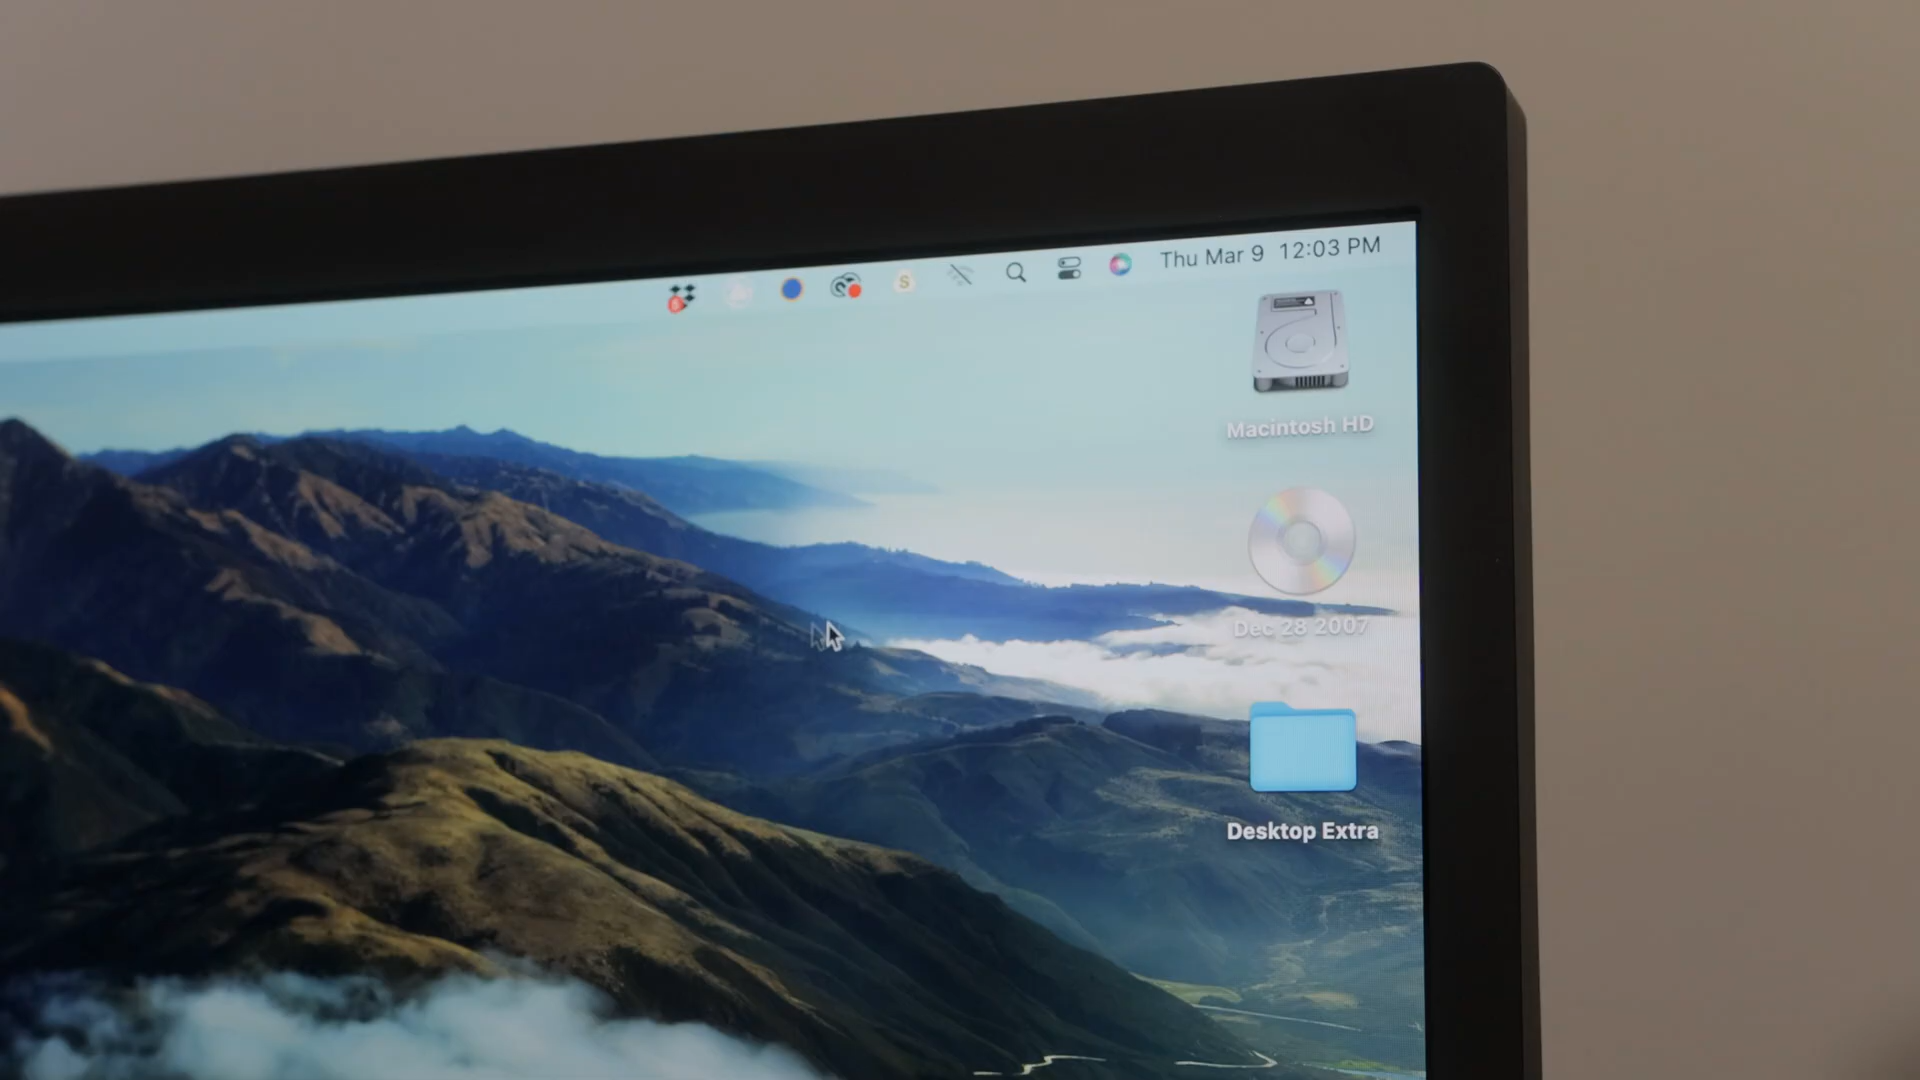 S
Thu Mar 9 12:03 PM
Macintosh HD
Dec 28 2007
Desktop Extra